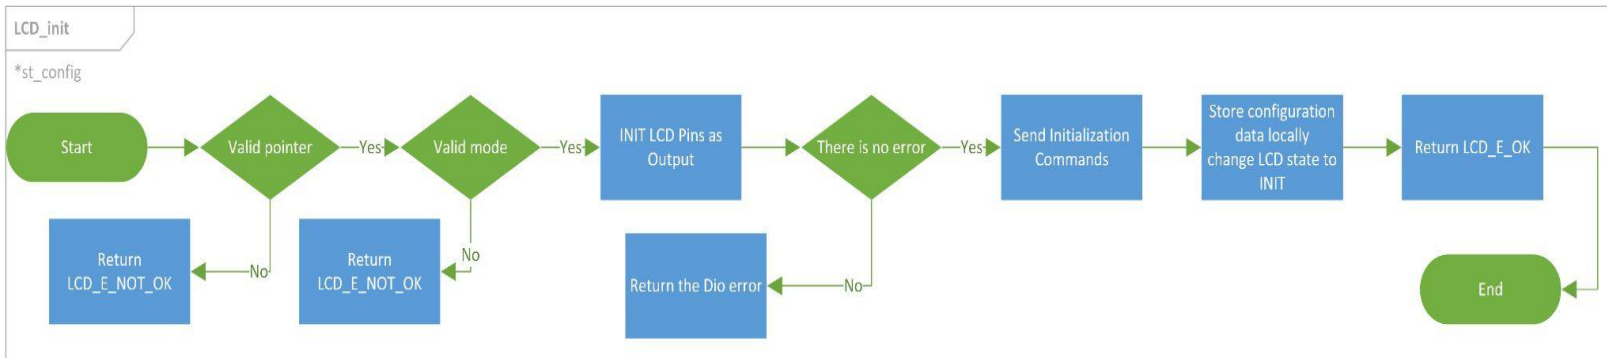 LCD_init
*st_config
Start
Valid pointer
Yes
Valid mode
Yes
INIT LCD Pins as
Output
There is no error
Yes
Send Initialization
Commands
Store configuration
data locally
change LCD state to
INIT
Return LCD_E_OK
Return
LCD_E_NOT_OK
No
Return
LCD_E_NOT_OK
No
Return the Dio error
No
End